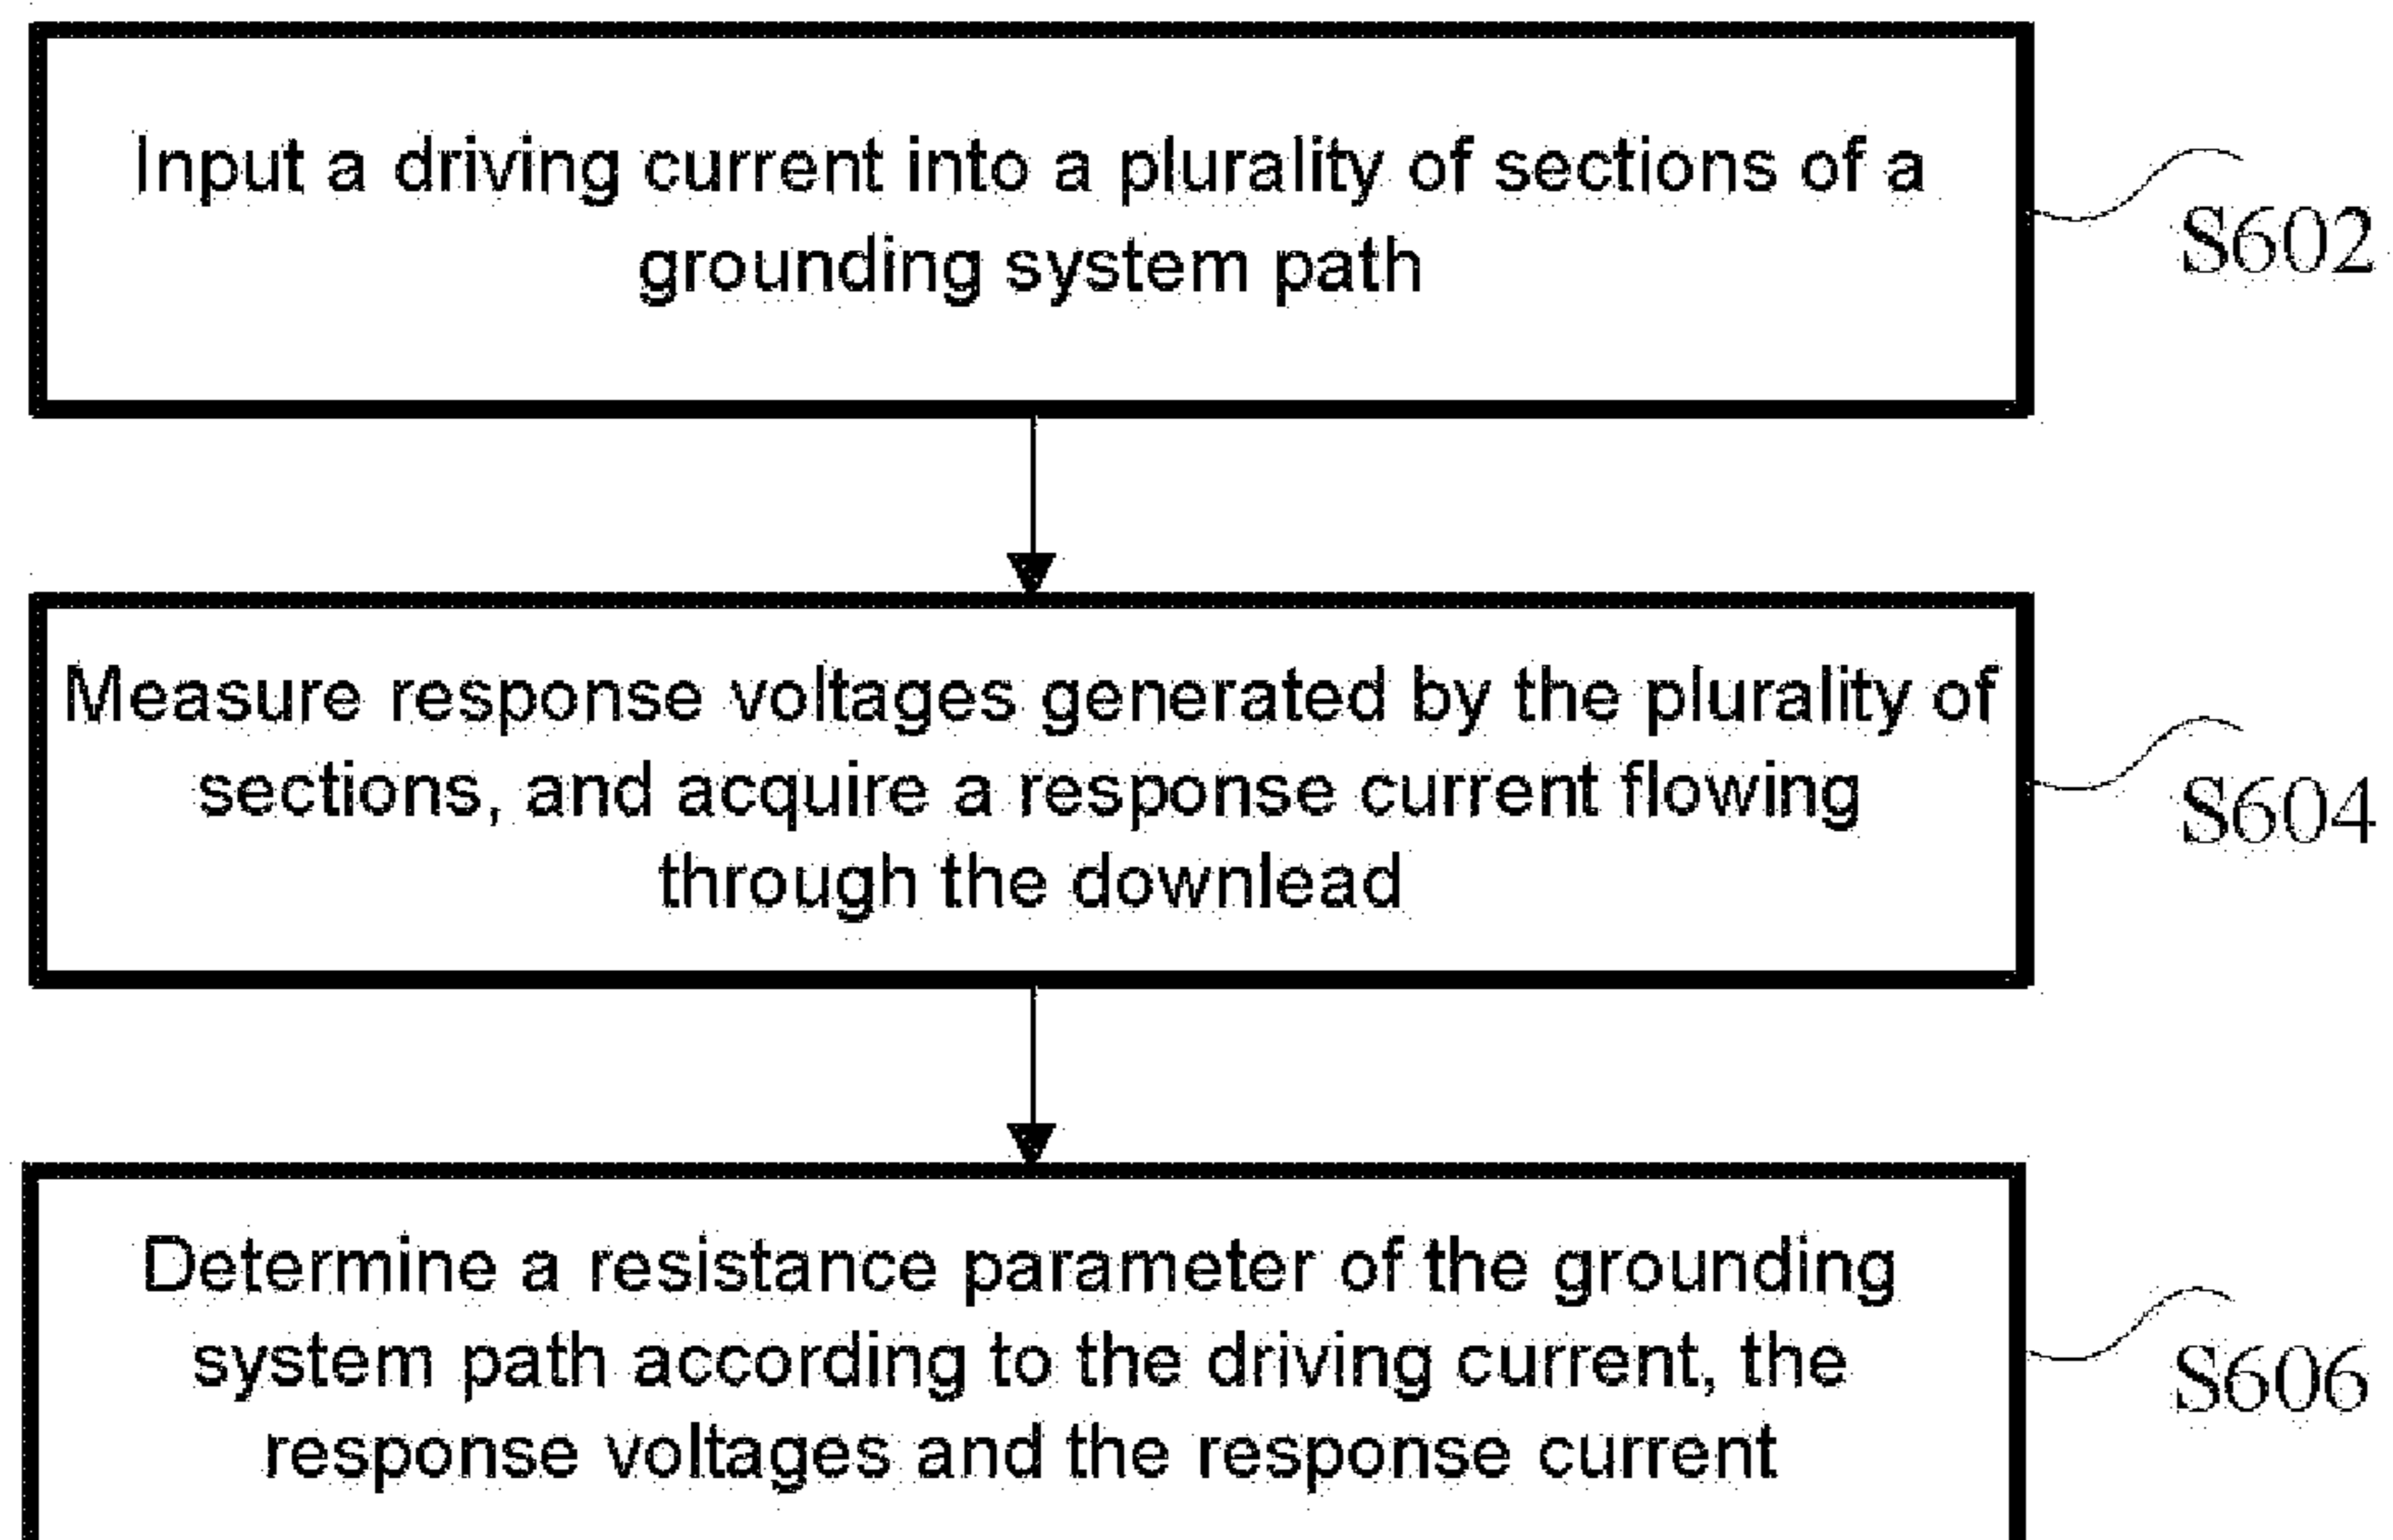 Input a driving current into a plurality of sections of a
grounding system path
S602
Measure response voltages generated by the plurality of
sections, and acquire a response current flowing
through the downlead
S604
Determine a resistance parameter of the grounding
system path according to the driving current, the
response voltages and the response current
S606